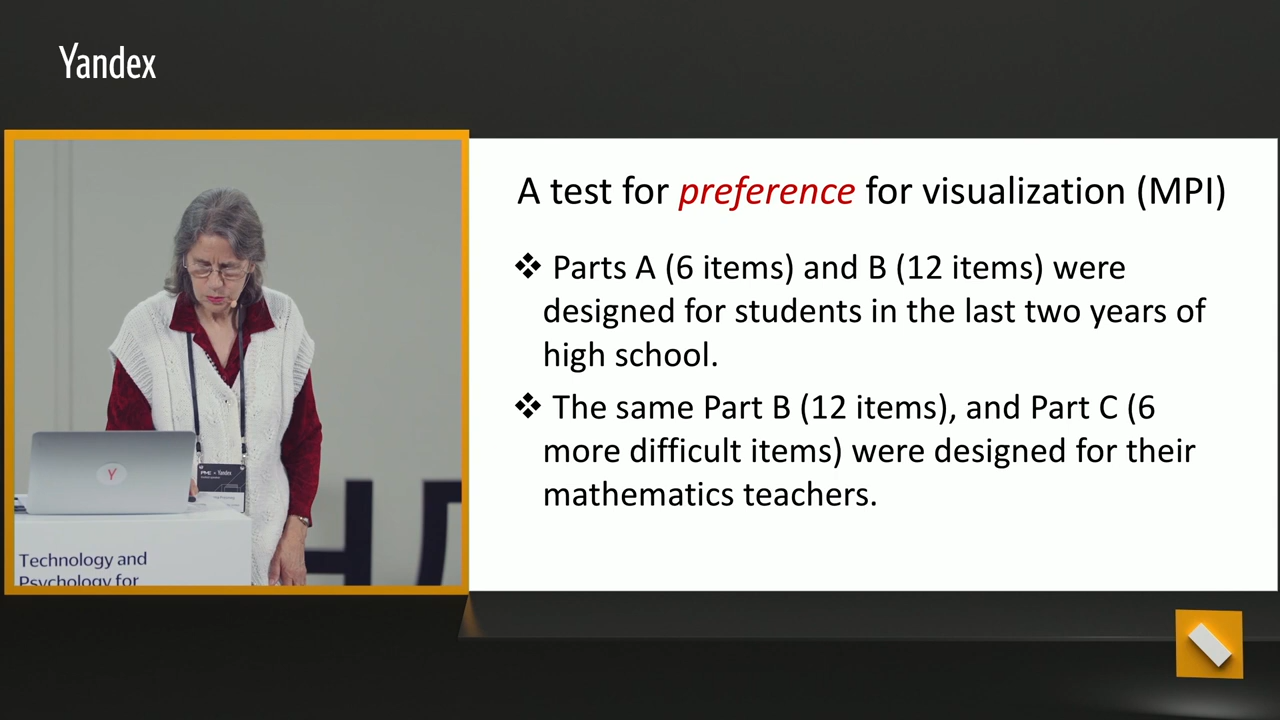 Yandex
A test for preference for visualization (MPI)
❖ Parts A (6 items) and B (12 items) were
designed for students in the last two years of
high school.
❖ The same Part B (12 items), and Part C (6
more difficult items) were designed for their
mathematics teachers.
Y
PME + Yandex
Technology and
Psychology for